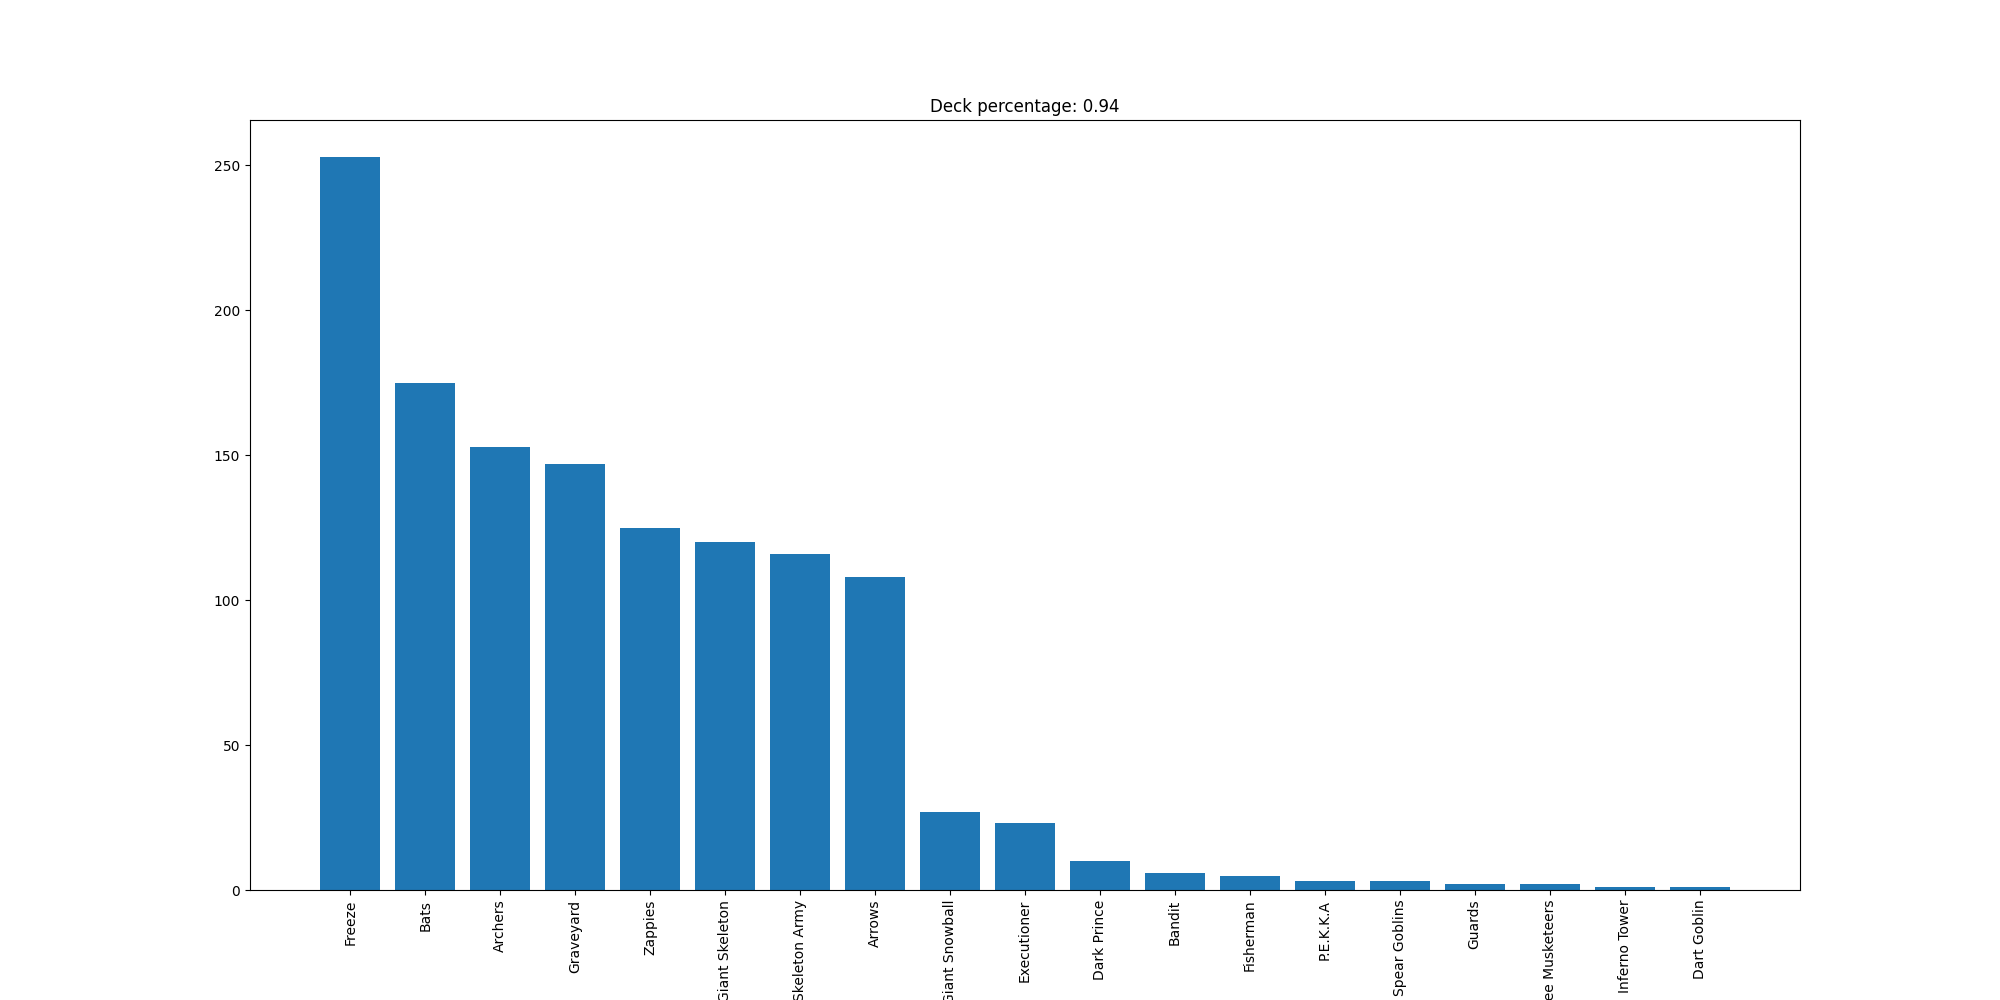 Deck percentage: 0.94
250
200
150
100
50
0
Freeze
Bats
Archers
Graveyard
Zappies
Giant Skeleton
Skeleton Army
Arrows
Giant Snowball
Executioner
Dark Prince
Bandit
Fisherman
P.E.K.K.A
Spear Goblins
Guards
ee Musketeers
Inferno Tower
Dart Goblin